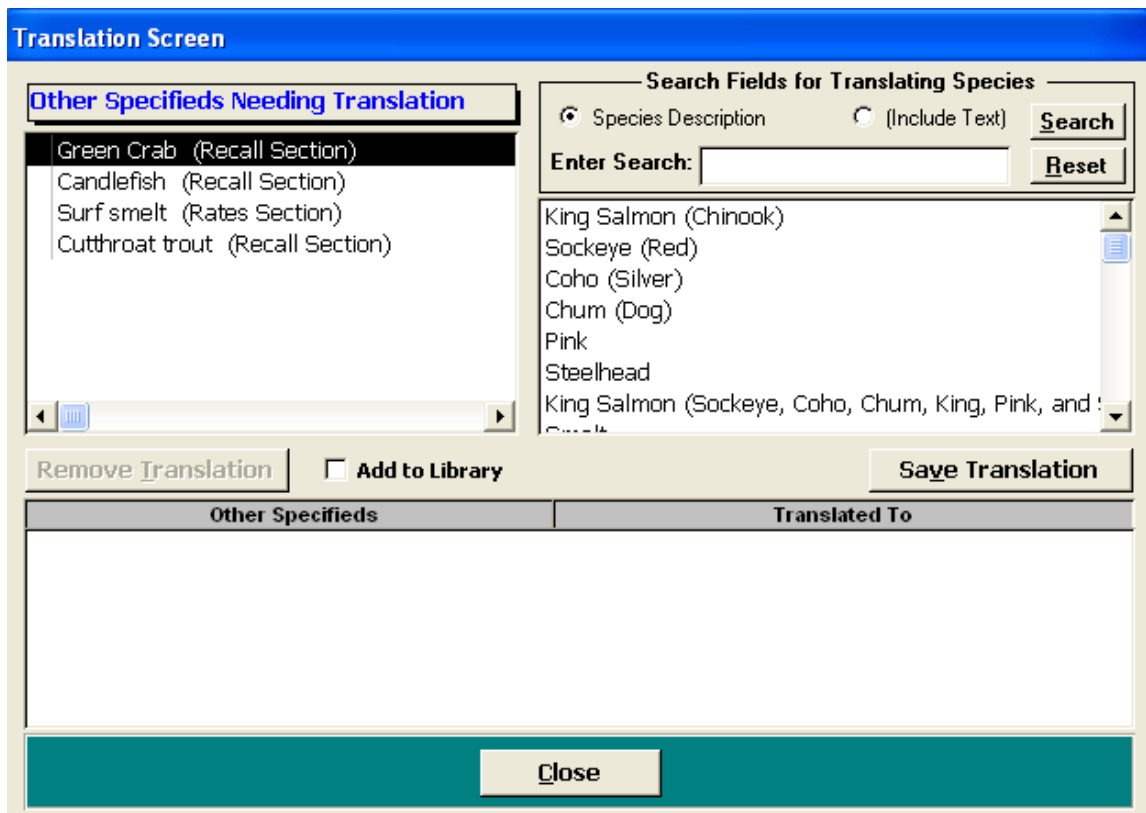 Translation Screen
Other Specifieds Needing Translation
Green Crab (Recall Section)
Candlefish (Recall Section)
Surf smelt (Rates Section)
Cutthroat trout (Recall Section)
Search Fields for Translating Species
Species Description (Include Text) Search
Enter Search: Reset
King Salmon (Chinook)
Sockeye (Red)
Coho (Silver)
Chum (Dog)
Pink
Steelhead
King Salmon (Sockeye, Coho, Chum, King, Pink, and
Remove Translation Add to Library Save Translation
Other Specifieds Translated To
Close